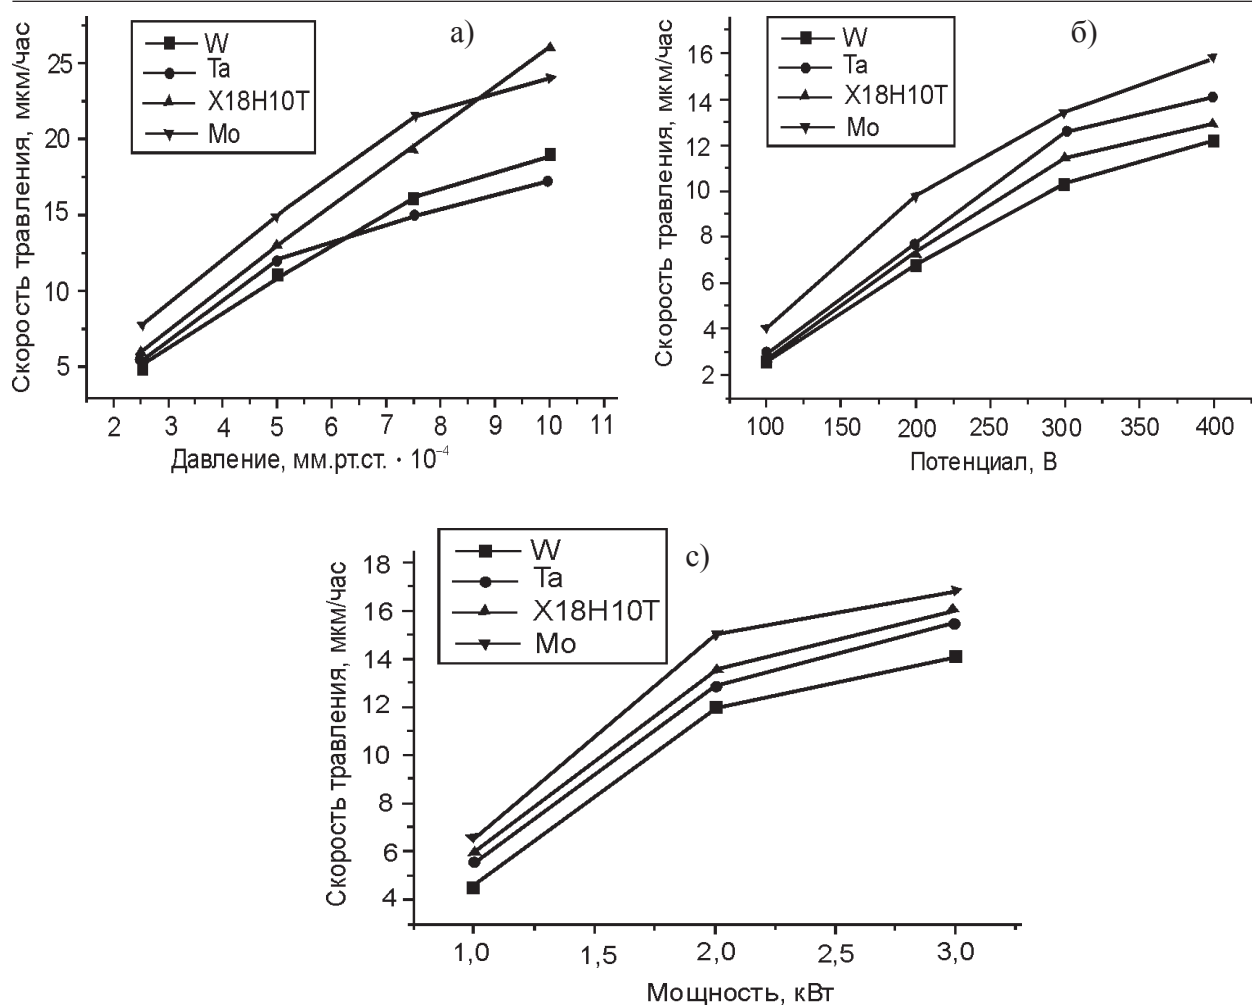 а)
W
Ta
Х18Н10Т
Mo
Скорость травления, мкм/час
25
20
15
10
5
2 3 4 5 6 7 8 9 10 11
Давление, мм.рт.ст. · 10⁻⁴
б)
W
Ta
Х18Н10Т
Mo
Скорость травления, мкм/час
16
14
12
10
8
6
4
2
100 150 200 250 300 350 400
Потенциал, В
с)
W
Ta
Х18Н10Т
Mo
Скорость травления, мкм/час
18
16
14
12
10
8
6
4
1,0 1,5 2,0 2,5 3,0
Мощность, кВт